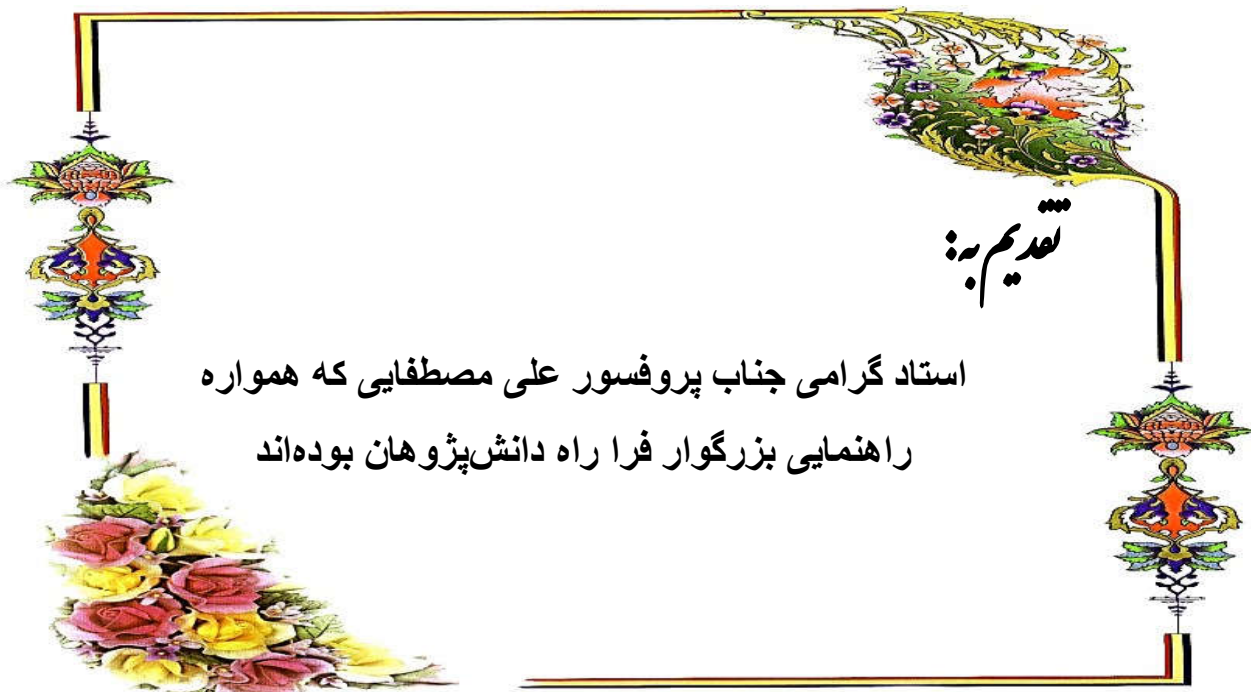 تقدیم به:
استاد گرامی جناب پروفسور علی مصطفایی که همواره
راهنمایی بزرگوار فرا راه دانش‌پژوهان بوده‌اند